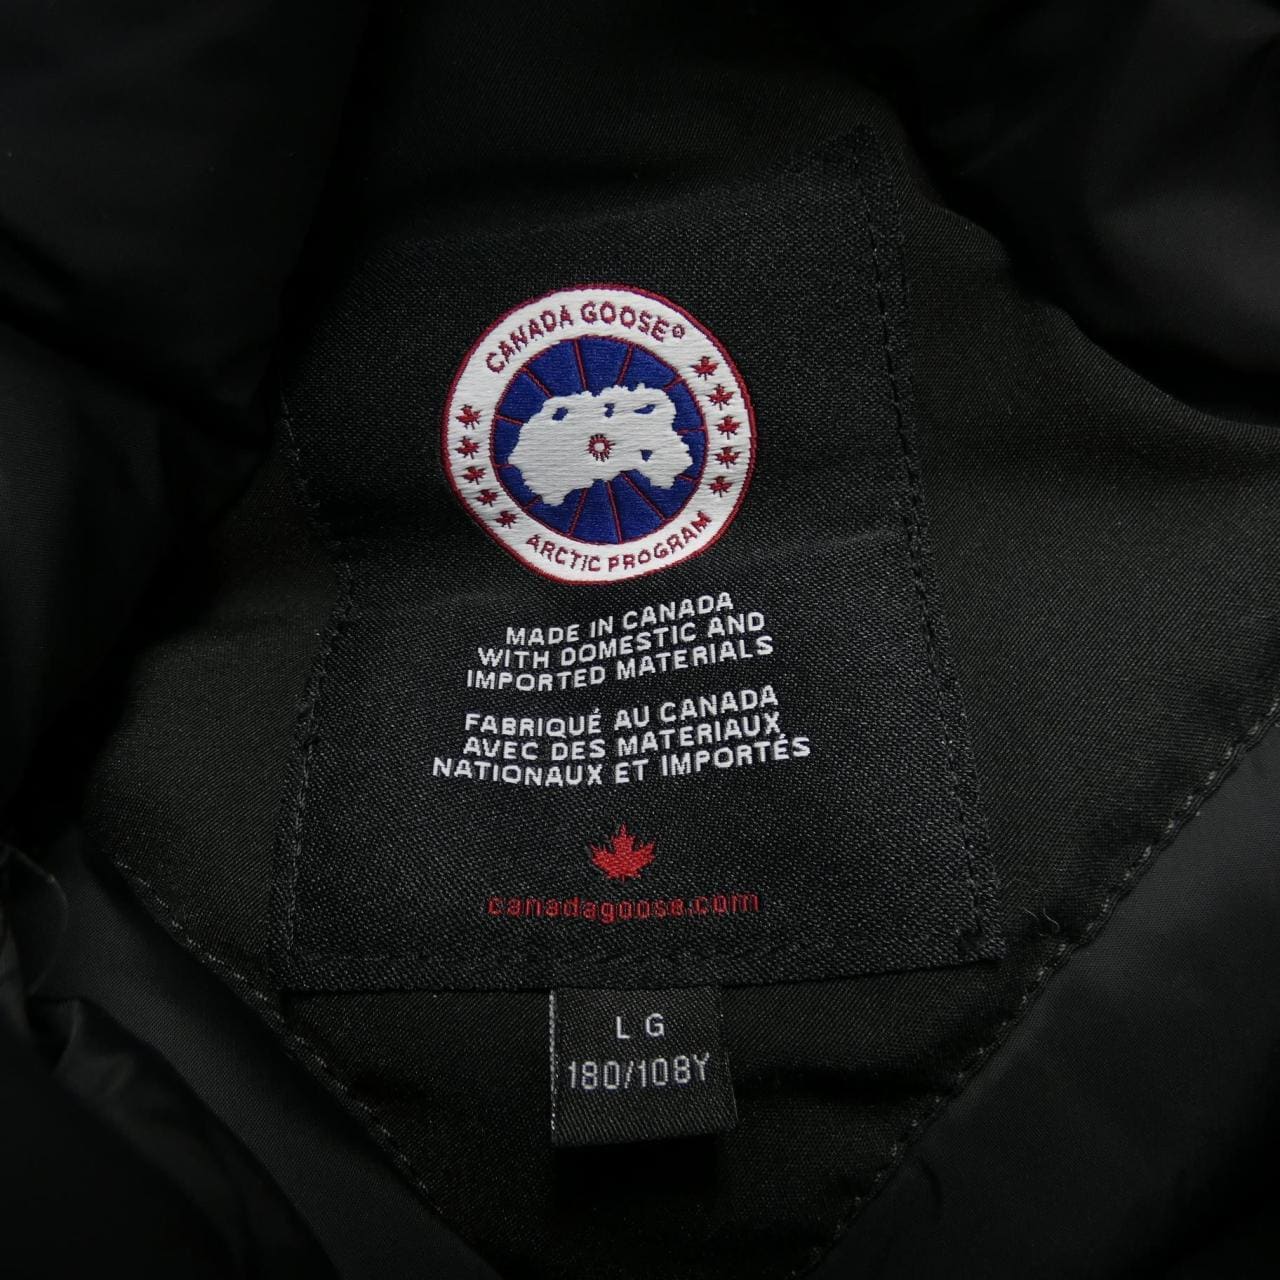 CANADA GOOSE®
ARCTIC PROGRAM
MADE IN CANADA
WITH DOMESTIC AND
IMPORTED MATERIALS
FABRIQUÉ AU CANADA
AVEC DES MATERIAUX
NATIONAUX ET IMPORTÉS
canadagoose.com
LG
180/108Y